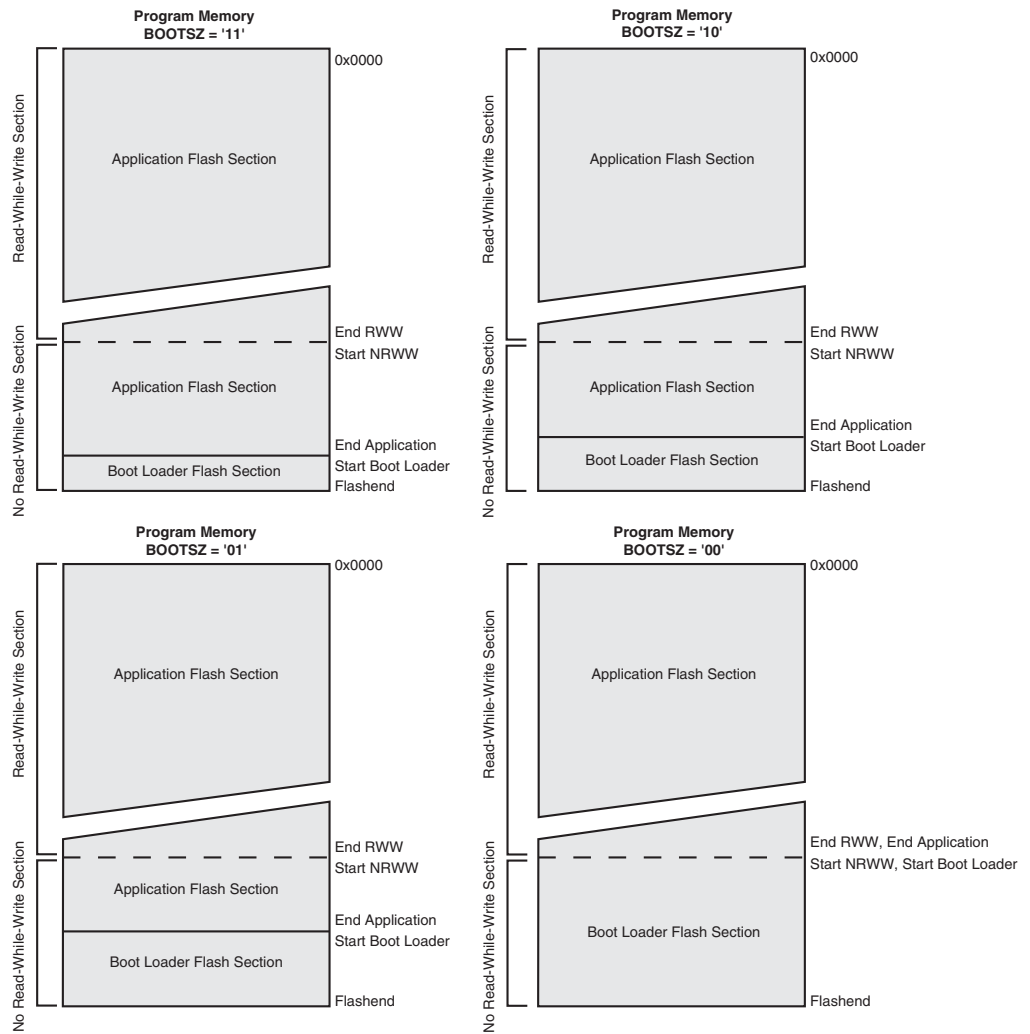 Program Memory
BOOTSZ = '11'
0x0000
Read-While-Write Section
Application Flash Section
End RWW
Start NRWW
No Read-While-Write Section
Application Flash Section
End Application
Start Boot Loader
Boot Loader Flash Section
Flashend
Program Memory
BOOTSZ = '10'
0x0000
Read-While-Write Section
Application Flash Section
End RWW
Start NRWW
No Read-While-Write Section
Application Flash Section
End Application
Start Boot Loader
Boot Loader Flash Section
Flashend
Program Memory
BOOTSZ = '01'
0x0000
Read-While-Write Section
Application Flash Section
End RWW
Start NRWW
No Read-While-Write Section
Application Flash Section
End Application
Start Boot Loader
Boot Loader Flash Section
Flashend
Program Memory
BOOTSZ = '00'
0x0000
Read-While-Write Section
Application Flash Section
End RWW, End Application
Start NRWW, Start Boot Loader
No Read-While-Write Section
Boot Loader Flash Section
Flashend